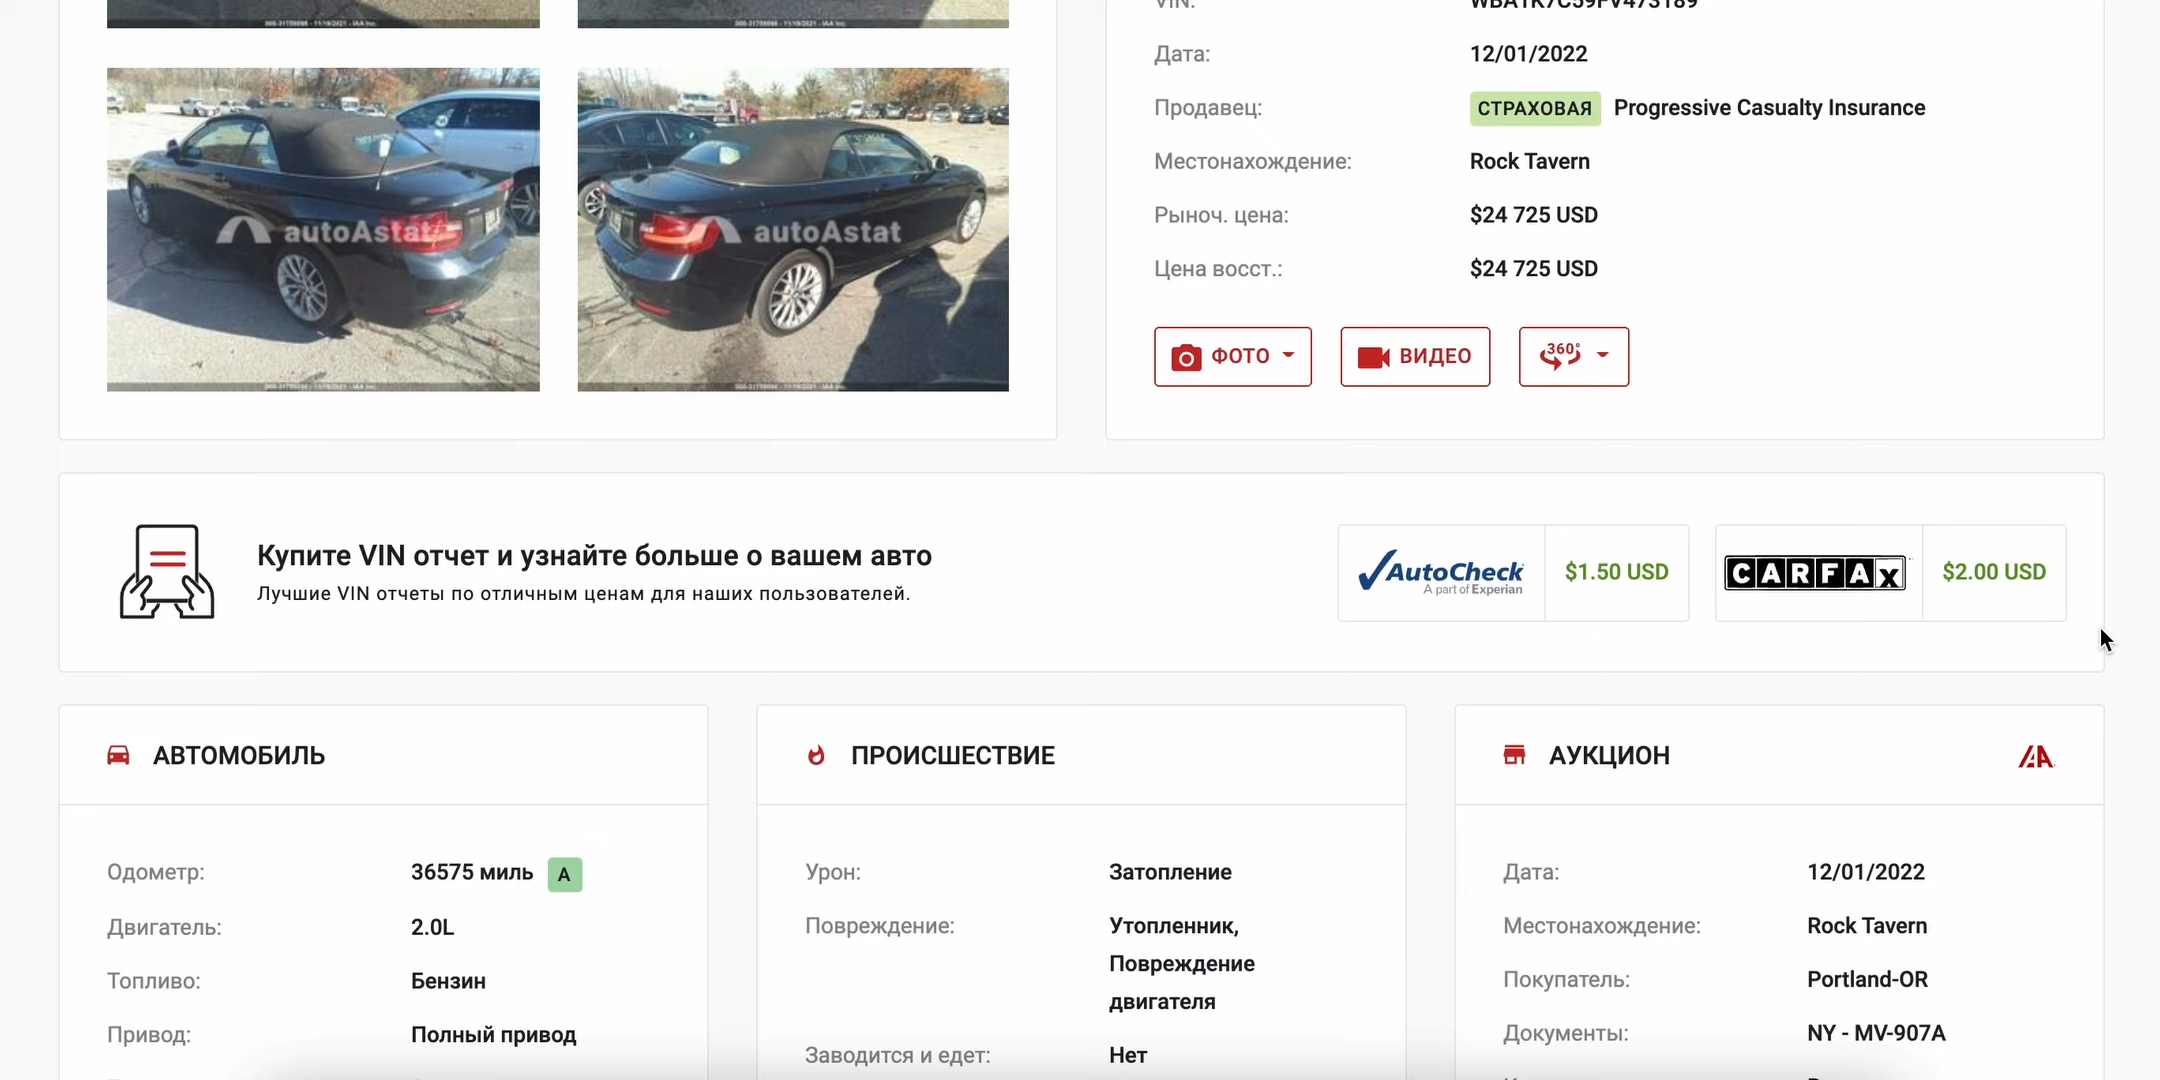 VIN:
WBA1K7C59FV473189
Дата:
12/01/2022
Продавец:
СТРАХОВАЯ Progressive Casualty Insurance
Местонахождение:
Rock Tavern
Рыноч. цена:
$24 725 USD
Цена восст.:
$24 725 USD
autoAstat
autoAstat
ФОТО
ВИДЕО
360°
Купите VIN отчет и узнайте больше о вашем авто
Лучшие VIN отчеты по отличным ценам для наших пользователей.
AutoCheck
A part of Experian
$1.50 USD
CARFAX
$2.00 USD
АВТОМОБИЛЬ
Одометр:
36575 миль A
Двигатель:
2.0L
Топливо:
Бензин
Привод:
Полный привод
ПРОИСШЕСТВИЕ
Урон:
Затопление
Повреждение:
Утопленник,
Повреждение
двигателя
Заводится и едет:
Нет
АУКЦИОН
IAA
Дата:
12/01/2022
Местонахождение:
Rock Tavern
Покупатель:
Portland-OR
Документы:
NY - MV-907A